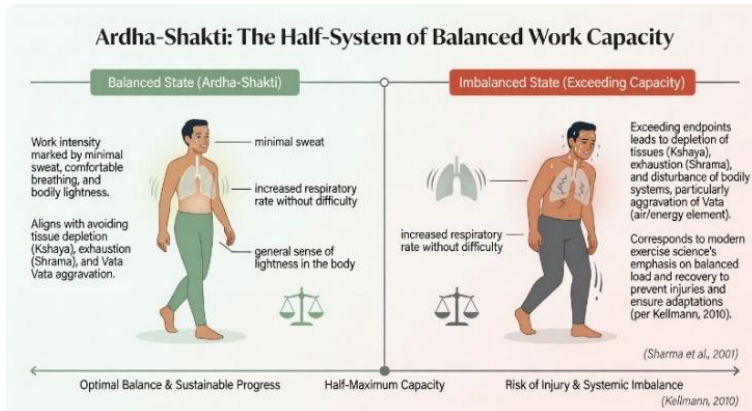 Ardha-Shakti: The Half-System of Balanced Work Capacity
Balanced State (Ardha-Shakti)
Work intensity
marked by minimal
sweat, comfortable
breathing, and
bodily lightness.
Aligns with avoiding
tissue depletion
(Kshaya), exhaustion
(Shrama), and Vata
Vata aggravation.
minimal sweat
increased respiratory
rate without difficulty
general sense of
lightness in the body
Imbalanced State (Exceeding Capacity)
increased respiratory
rate without difficulty
Exceeding endpoints
leads to depletion of
tissues (Kshaya),
exhaustion (Shrama),
and disturbance of bodily
systems, particularly
aggravation of Vata
(air/energy element).
Corresponds to modern
exercise science's
emphasis on balanced
load and recovery to
prevent injuries and
ensure adaptations
(per Kellmann, 2010).
(Sharma et al., 2001)
Optimal Balance & Sustainable Progress
Half-Maximum Capacity
Risk of Injury & Systemic Imbalance
(Kellmann, 2010)